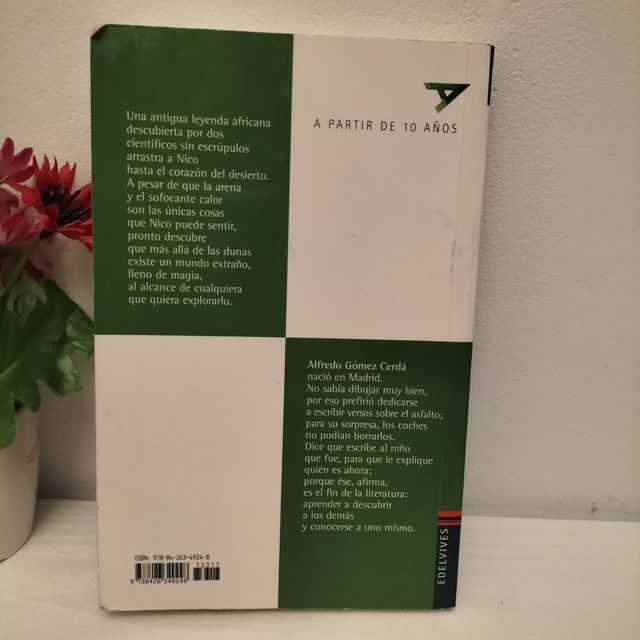 Una antigua leyenda africana
descubierta por dos
científicos sin escrúpulos
arrastra a Nico
hasta el corazón del desierto.
A pesar de que la arena
y el sofocante calor
son las únicas cosas
que Nico puede sentir,
pronto descubre
que más allá de las dunas
existe un mundo extraño,
lleno de magia,
al alcance de cualquiera
que quiera explorarlo.
A PARTIR DE 10 AÑOS
Alfredo Gómez Cerdá
nació en Madrid.
No sabía dibujar muy bien,
por eso prefirió dedicarse
a escribir versos sobre el asfalto;
para su sorpresa, los coches
no podían borrarlos.
Dice que escribe al niño
que fue, para que le explique
quién es ahora;
porque ése, afirma,
es el fin de la literatura:
aprender a descubrir
a los demás
y conocerse a uno mismo.
EDELVIVES
ISBN 978-84-263-4924-8
73317
9 788426 349248